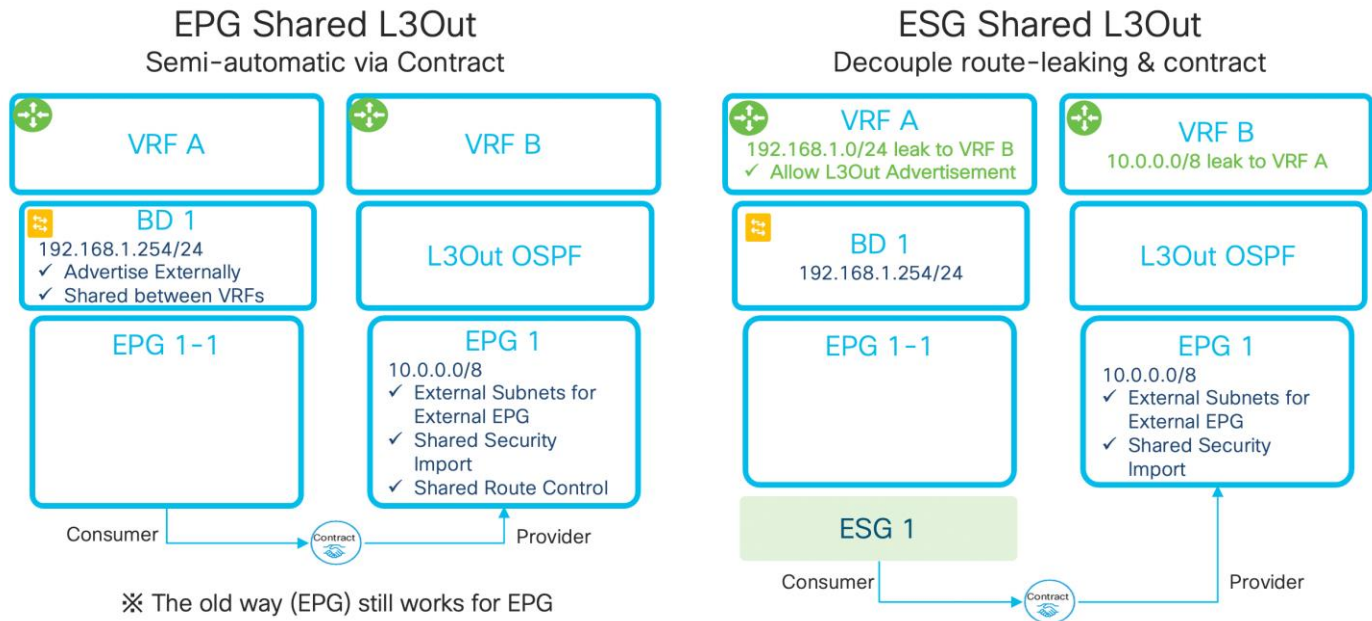 EPG Shared L3Out
Semi-automatic via Contract
VRF A
VRF B
BD 1
192.168.1.254/24
✓ Advertise Externally
✓ Shared between VRFs
L3Out OSPF
EPG 1-1
EPG 1
10.0.0.0/8
✓ External Subnets for
External EPG
✓ Shared Security
Import
✓ Shared Route Control
Consumer
Contract
Provider
※ The old way (EPG) still works for EPG
ESG Shared L3Out
Decouple route-leaking & contract
VRF A
192.168.1.0/24 leak to VRF B
✓ Allow L3Out Advertisement
VRF B
10.0.0.0/8 leak to VRF A
BD 1
192.168.1.254/24
L3Out OSPF
EPG 1-1
EPG 1
10.0.0.0/8
✓ External Subnets for
External EPG
✓ Shared Security
Import
ESG 1
Consumer
Contract
Provider